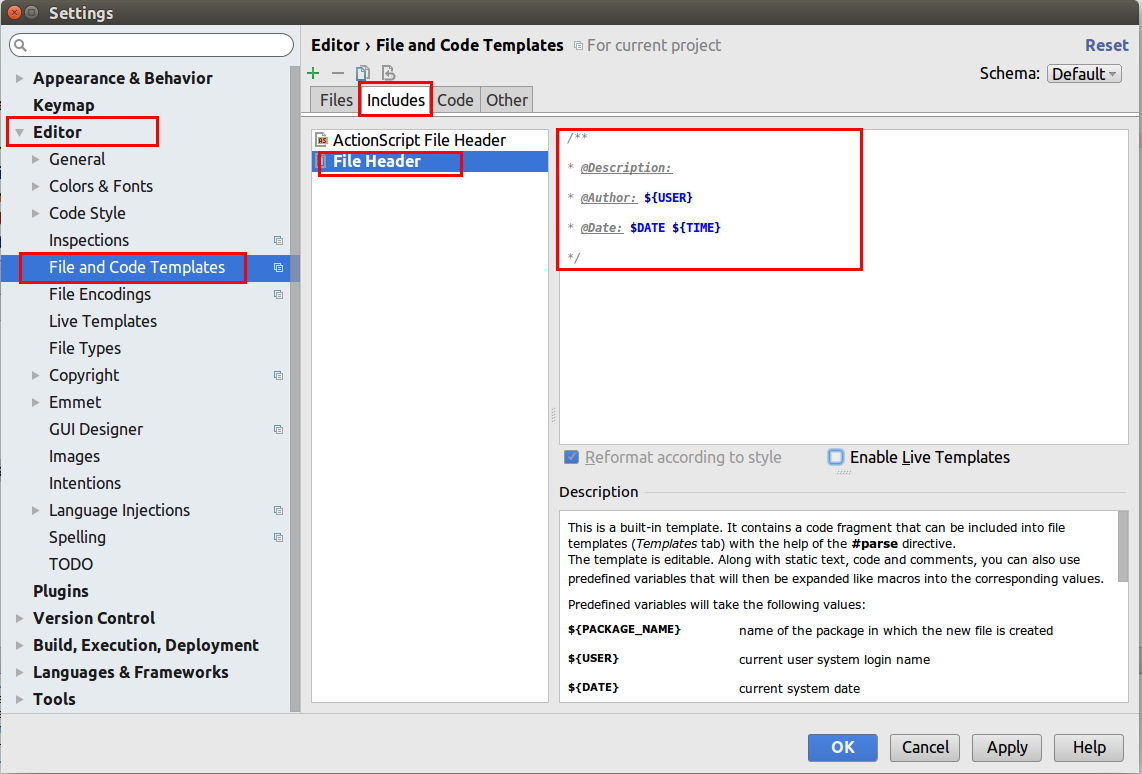 Settings
Appearance & Behavior
Keymap
Editor
General
Colors & Fonts
Code Style
Inspections
File and Code Templates
File Encodings
Live Templates
File Types
Copyright
Emmet
GUI Designer
Images
Intentions
Language Injections
Spelling
TODO
Plugins
Version Control
Build, Execution, Deployment
Languages & Frameworks
Tools
Editor › File and Code Templates For current project Reset
Schema: Default
Files Includes Code Other
ActionScript File Header
File Header
/**
* @Description:
* @Author: ${USER}
* @Date: $DATE ${TIME}
*/
Reformat according to style Enable Live Templates
Description
This is a built-in template. It contains a code fragment that can be included into file
templates (Templates tab) with the help of the #parse directive.
The template is editable. Along with static text, code and comments, you can also use
predefined variables that will then be expanded like macros into the corresponding values.
Predefined variables will take the following values:
${PACKAGE_NAME} name of the package in which the new file is created
${USER} current user system login name
${DATE} current system date
OK Cancel Apply Help